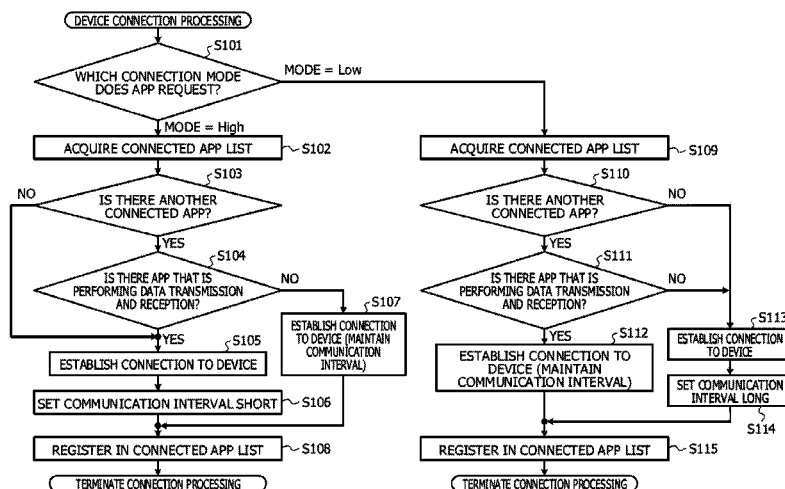 DEVICE CONNECTION PROCESSING
S101
WHICH CONNECTION MODE
DOES APP REQUEST?
MODE = Low
MODE = High
ACQUIRE CONNECTED APP LIST
S102
S103
NO
IS THERE ANOTHER
CONNECTED APP?
YES
S104
IS THERE APP THAT IS
PERFORMING DATA TRANSMISSION
AND RECEPTION?
NO
S107
YES
S105
ESTABLISH CONNECTION
TO DEVICE (MAINTAIN
COMMUNICATION
INTERVAL)
ESTABLISH CONNECTION TO DEVICE
SET COMMUNICATION INTERVAL SHORT
S106
REGISTER IN CONNECTED APP LIST
S108
TERMINATE CONNECTION PROCESSING
ACQUIRE CONNECTED APP LIST
S109
S110
IS THERE ANOTHER
CONNECTED APP?
NO
YES
S111
IS THERE APP THAT IS
PERFORMING DATA TRANSMISSION
AND RECEPTION?
NO
YES
S112
ESTABLISH CONNECTION TO
DEVICE (MAINTAIN
COMMUNICATION INTERVAL)
S113
ESTABLISH CONNECTION
TO DEVICE
SET COMMUNICATION
INTERVAL LONG
S114
REGISTER IN CONNECTED APP LIST
S115
TERMINATE CONNECTION PROCESSING